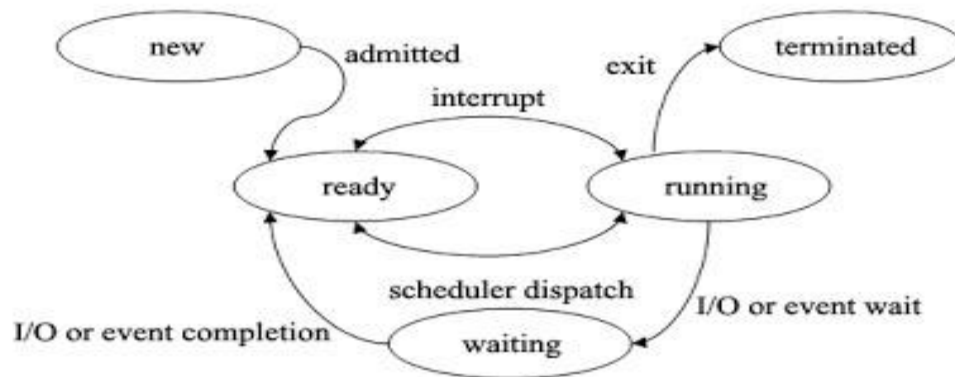 new
terminated
admitted
exit
interrupt
ready
running
scheduler dispatch
I/O or event completion
I/O or event wait
waiting